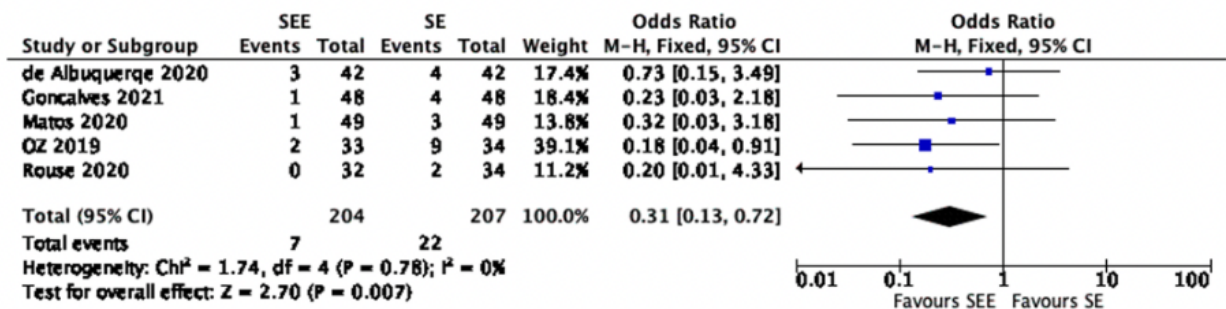 SEE SE Odds Ratio Odds Ratio
Study or Subgroup Events Total Events Total Weight M-H, Fixed, 95% CI M-H, Fixed, 95% CI
de Albuquerqe 2020 3 42 4 42 17.4% 0.73 [0.15, 3.49]
Goncalves 2021 1 48 4 48 18.4% 0.23 [0.03, 2.18]
Matos 2020 1 49 3 49 13.8% 0.32 [0.03, 3.18]
OZ 2019 2 33 9 34 39.1% 0.18 [0.04, 0.91]
Rouse 2020 0 32 2 34 11.2% 0.20 [0.01, 4.33]
Total (95% CI) 204 207 100.0% 0.31 [0.13, 0.72]
Total events 7 22
Heterogeneity: Chi² = 1.74, df = 4 (P = 0.78); I² = 0%
Test for overall effect: Z = 2.70 (P = 0.007)
0.01 0.1 1 10 100
Favours SEE Favours SE